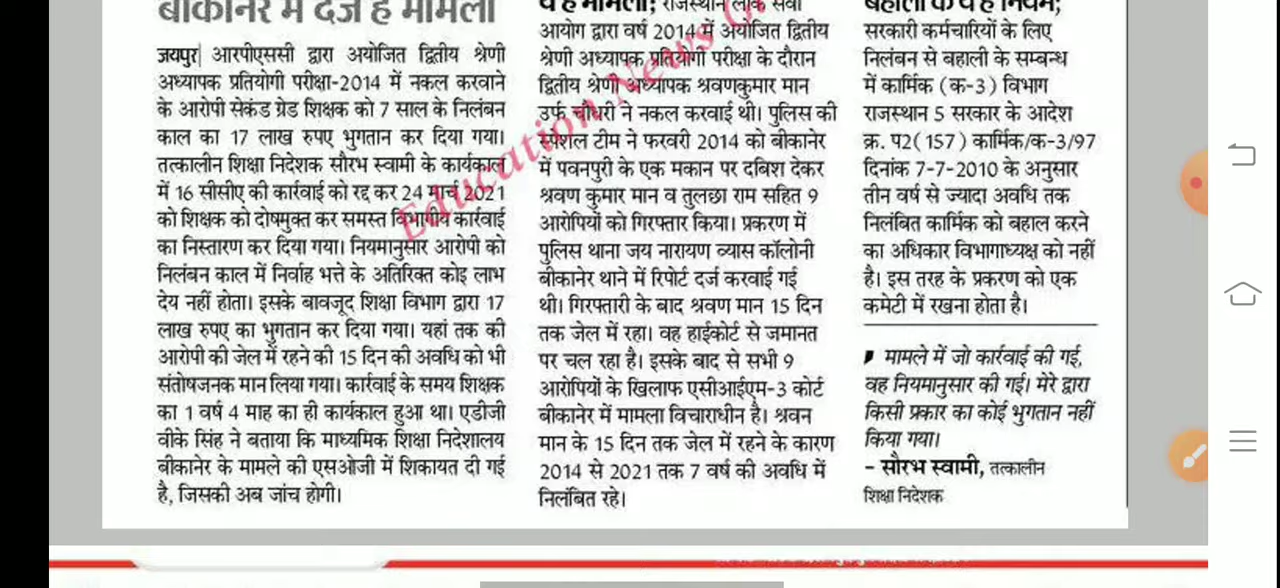 बीकानेर में दर्ज है मामला
जयपुर| आरपीएससी द्वारा अयोजित द्वितीय श्रेणी
अध्यापक प्रतियोगी परीक्षा-2014 में नकल करवाने
के आरोपी सेकंड ग्रेड शिक्षक को 7 साल के निलंबन
काल का 17 लाख रुपए भुगतान कर दिया गया।
तत्कालीन शिक्षा निदेशक सौरभ स्वामी के कार्यकाल
में 16 सीसीए की कार्रवाई को रद्द कर 24 मार्च 2021
को शिक्षक को दोषमुक्त कर समस्त विभागीय कार्रवाई
का निस्तारण कर दिया गया। नियमानुसार आरोपी को
निलंबन काल में निर्वाह भत्ते के अतिरिक्त कोइ लाभ
देय नहीं होता। इसके बावजूद शिक्षा विभाग द्वारा 17
लाख रुपए का भुगतान कर दिया गया। यहां तक की
आरोपी की जेल में रहने की 15 दिन की अवधि को भी
संतोषजनक मान लिया गया। कार्रवाई के समय शिक्षक
का 1 वर्ष 4 माह का ही कार्यकाल हुआ था। एडीजी
वीके सिंह ने बताया कि माध्यमिक शिक्षा निदेशालय
बीकानेर के मामले की एसओजी में शिकायत दी गई
है, जिसकी अब जांच होगी।
ये है मामला; राजस्थान लोक सेवा
आयोग द्वारा वर्ष 2014 में अयोजित द्वितीय
श्रेणी अध्यापक प्रतियोगी परीक्षा के दौरान
द्वितीय श्रेणी अध्यापक श्रवणकुमार मान
उर्फ चौधरी ने नकल करवाई थी। पुलिस की
स्पेशल टीम ने फरवरी 2014 को बीकानेर
में पवनपुरी के एक मकान पर दबिश देकर
श्रवण कुमार मान व तुलछा राम सहित 9
आरोपियों को गिरफ्तार किया। प्रकरण में
पुलिस थाना जय नारायण व्यास कॉलोनी
बीकानेर थाने में रिपोर्ट दर्ज करवाई गई
थी। गिरफ्तारी के बाद श्रवण मान 15 दिन
तक जेल में रहा। वह हाईकोर्ट से जमानत
पर चल रहा है। इसके बाद से सभी 9
आरोपियों के खिलाफ एसीआईएम-3 कोर्ट
बीकानेर में मामला विचाराधीन है। श्रवन
मान के 15 दिन तक जेल में रहने के कारण
2014 से 2021 तक 7 वर्ष की अवधि में
निलंबित रहे।
बहाली के ये है नियम;
सरकारी कर्मचारियों के लिए
निलंबन से बहाली के सम्बन्ध
में कार्मिक (क-3) विभाग
राजस्थान 5 सरकार के आदेश
क्र. प2(157) कार्मिक/क-3/97
दिनांक 7-7-2010 के अनुसार
तीन वर्ष से ज्यादा अवधि तक
निलंबित कार्मिक को बहाल करने
का अधिकार विभागाध्यक्ष को नहीं
है। इस तरह के प्रकरण को एक
कमेटी में रखना होता है।
मामले में जो कार्रवाई की गई,
वह नियमानुसार की गई। मेरे द्वारा
किसी प्रकार का कोई भुगतान नहीं
किया गया।
– सौरभ स्वामी, तत्कालीन
शिक्षा निदेशक
Education News G